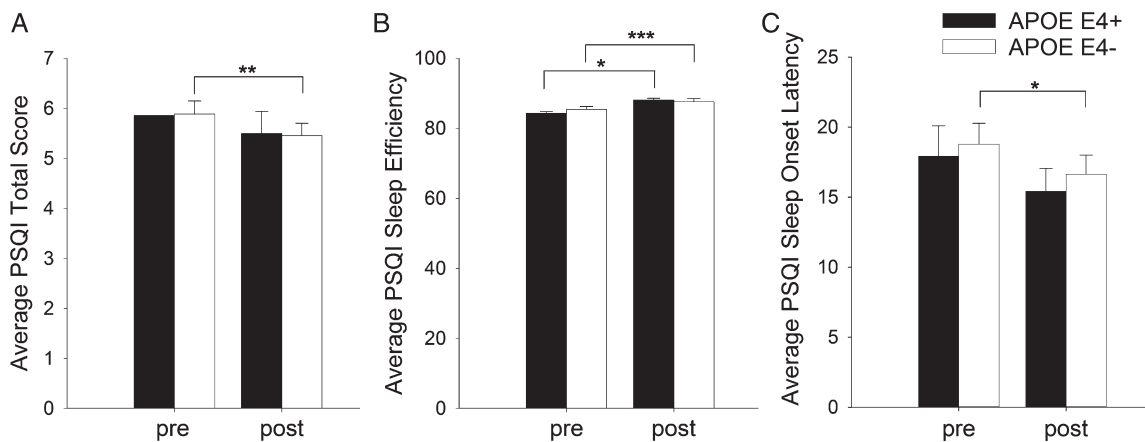 A
Average PSQI Total Score
7
6
5
4
3
2
1
0
**
pre
post
B
Average PSQI Sleep Efficiency
100
80
60
40
20
0
*
***
pre
post
C
APOE E4+
APOE E4-
Average PSQI Sleep Onset Latency
25
20
15
10
5
0
*
pre
post